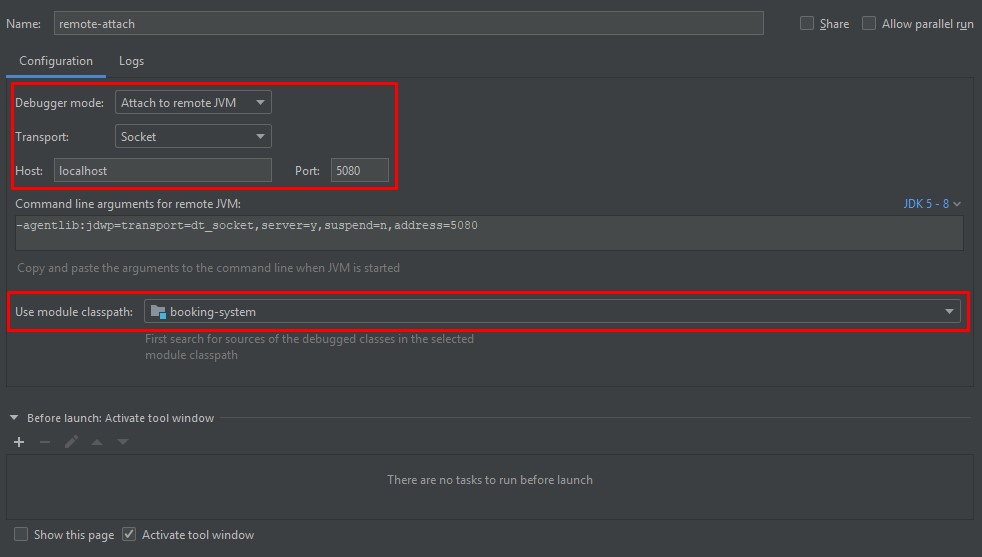 Name: remote-attach Share Allow parallel run
Configuration Logs
Debugger mode: Attach to remote JVM
Transport: Socket
Host: localhost Port: 5080
Command line arguments for remote JVM: JDK 5 - 8
-agentlib:jdwp=transport=dt_socket,server=y,suspend=n,address=5080
Copy and paste the arguments to the command line when JVM is started
Use module classpath: booking-system
First search for sources of the debugged classes in the selected
module classpath
Before launch: Activate tool window
There are no tasks to run before launch
Show this page Activate tool window